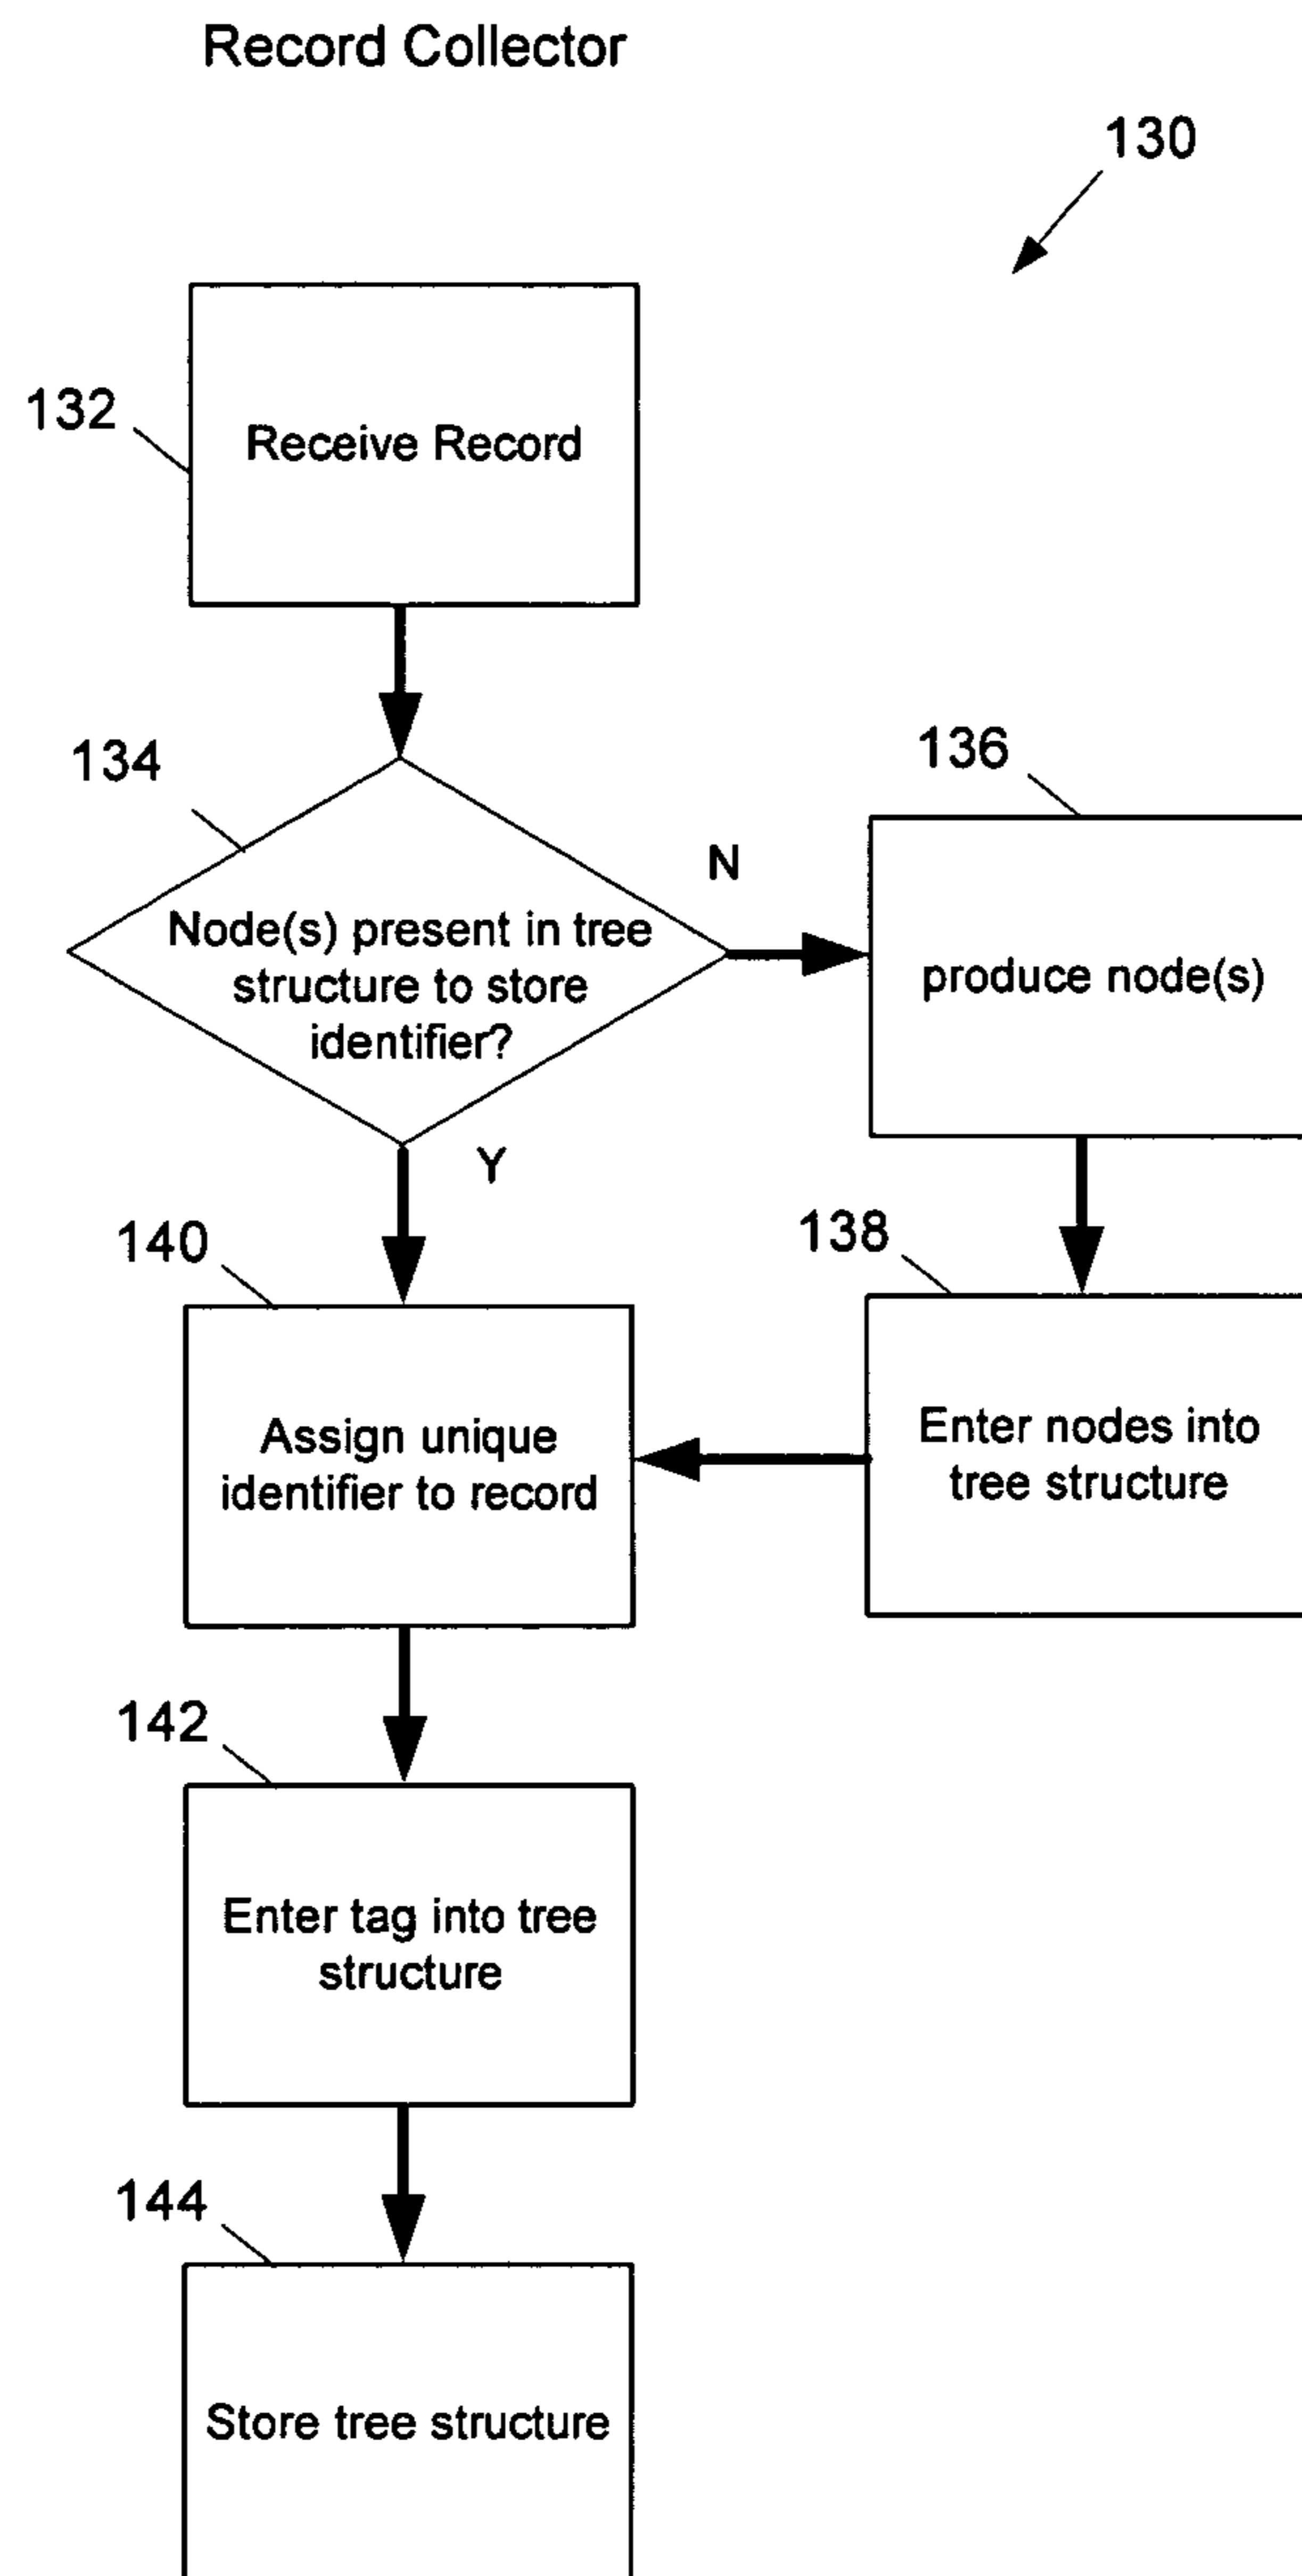 Record Collector
130
132
Receive Record
134
136
N
Node(s) present in tree
structure to store
identifier?
produce node(s)
Y
140
138
Assign unique
identifier to record
Enter nodes into
tree structure
142
Enter tag into tree
structure
144
Store tree structure